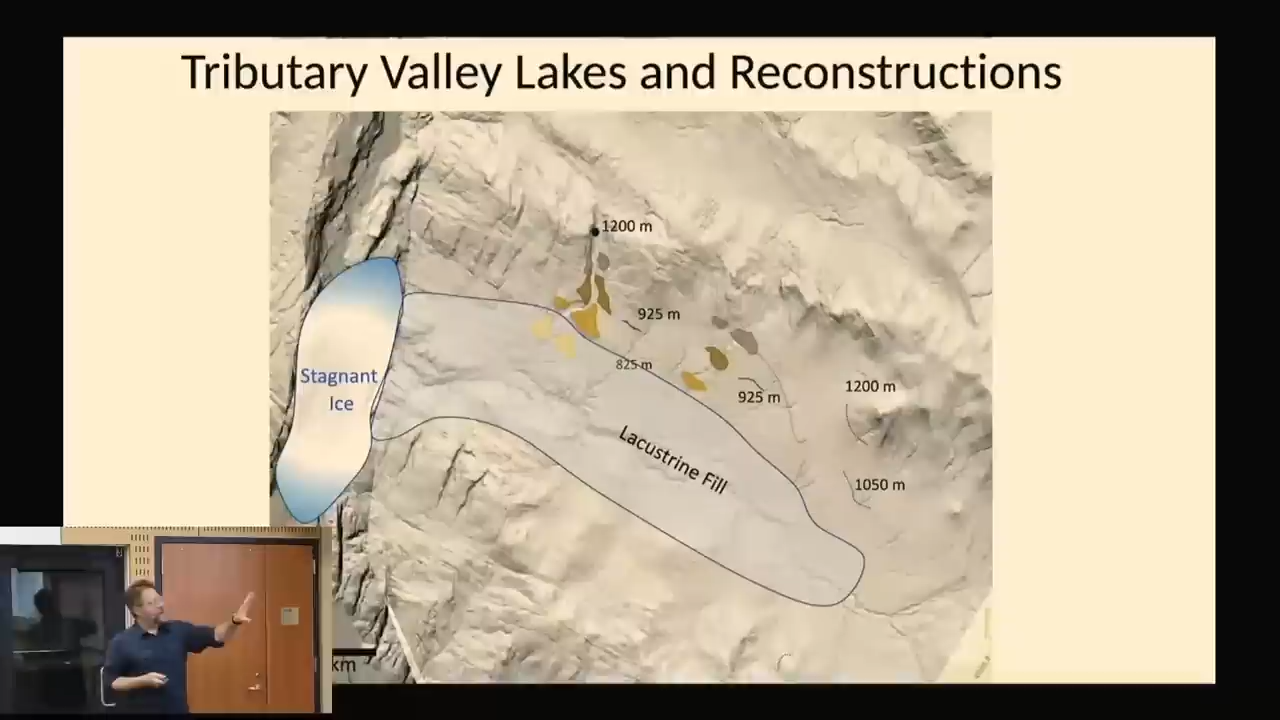 Tributary Valley Lakes and Reconstructions
1200 m
925 m
825 m
925 m
1200 m
Stagnant
Ice
Lacustrine Fill
1050 m
km